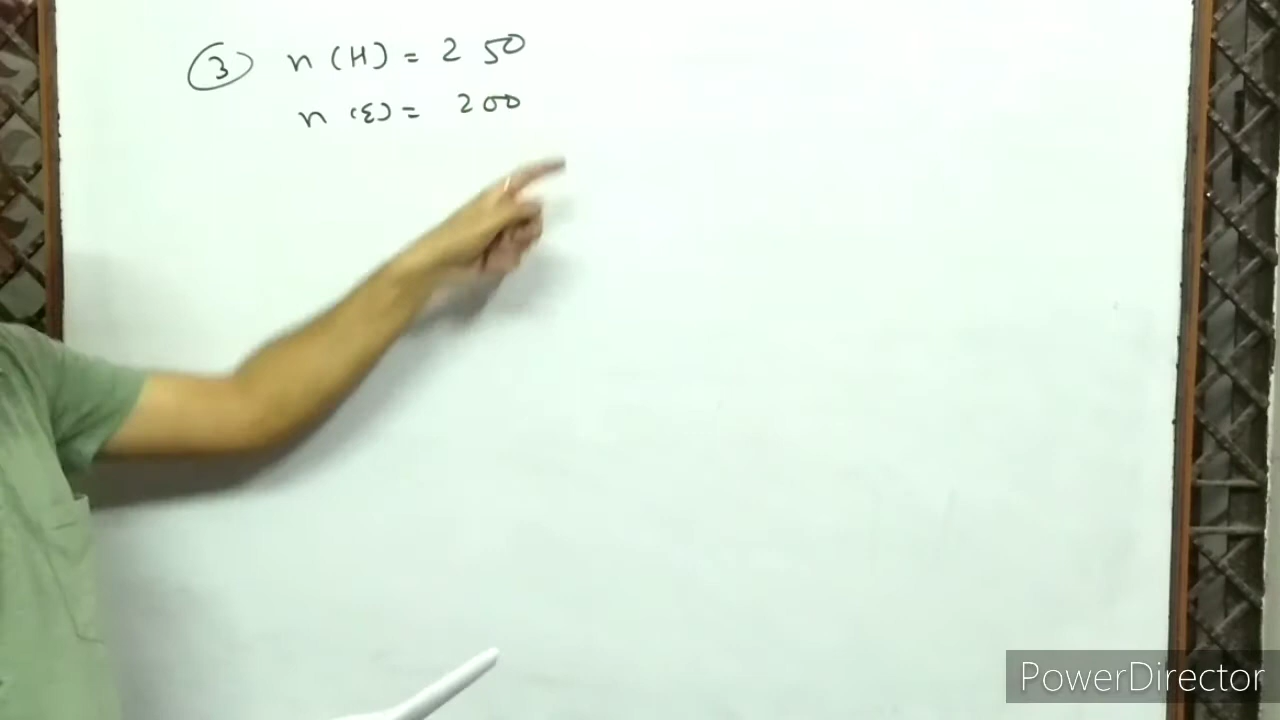 3 n (H) = 250
n (E) = 200
PowerDirector